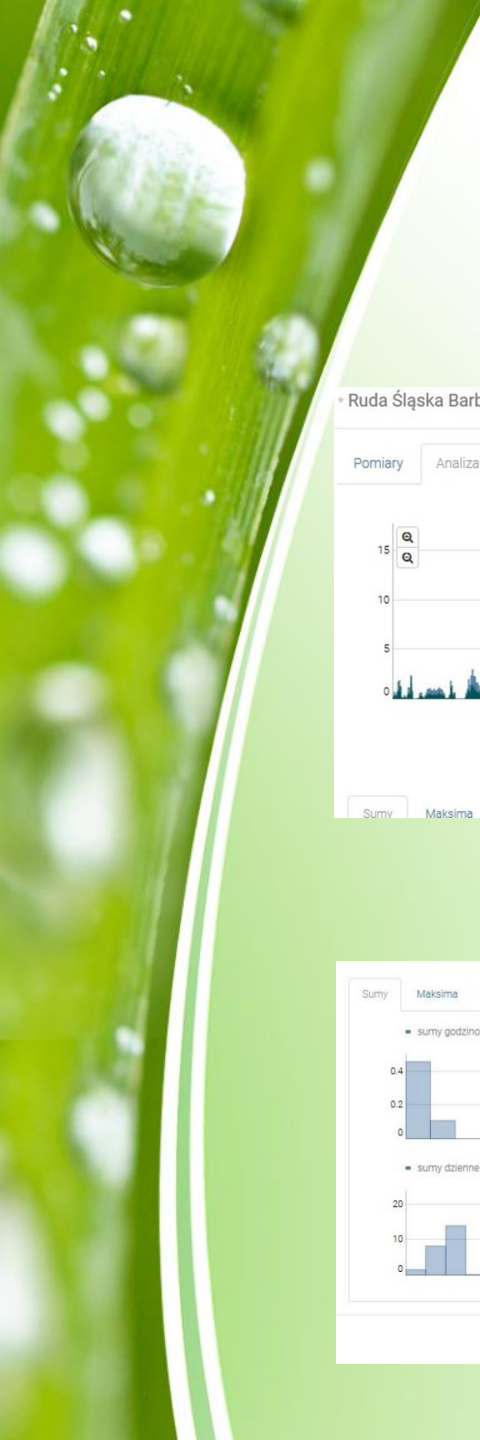 * Ruda Śląska Barb
Pomiary Analiza
15
10
5
0
Sumy Maksima
Sumy Maksima
sumy godzino
0.4
0.2
0
sumy dzienne
20
10
0